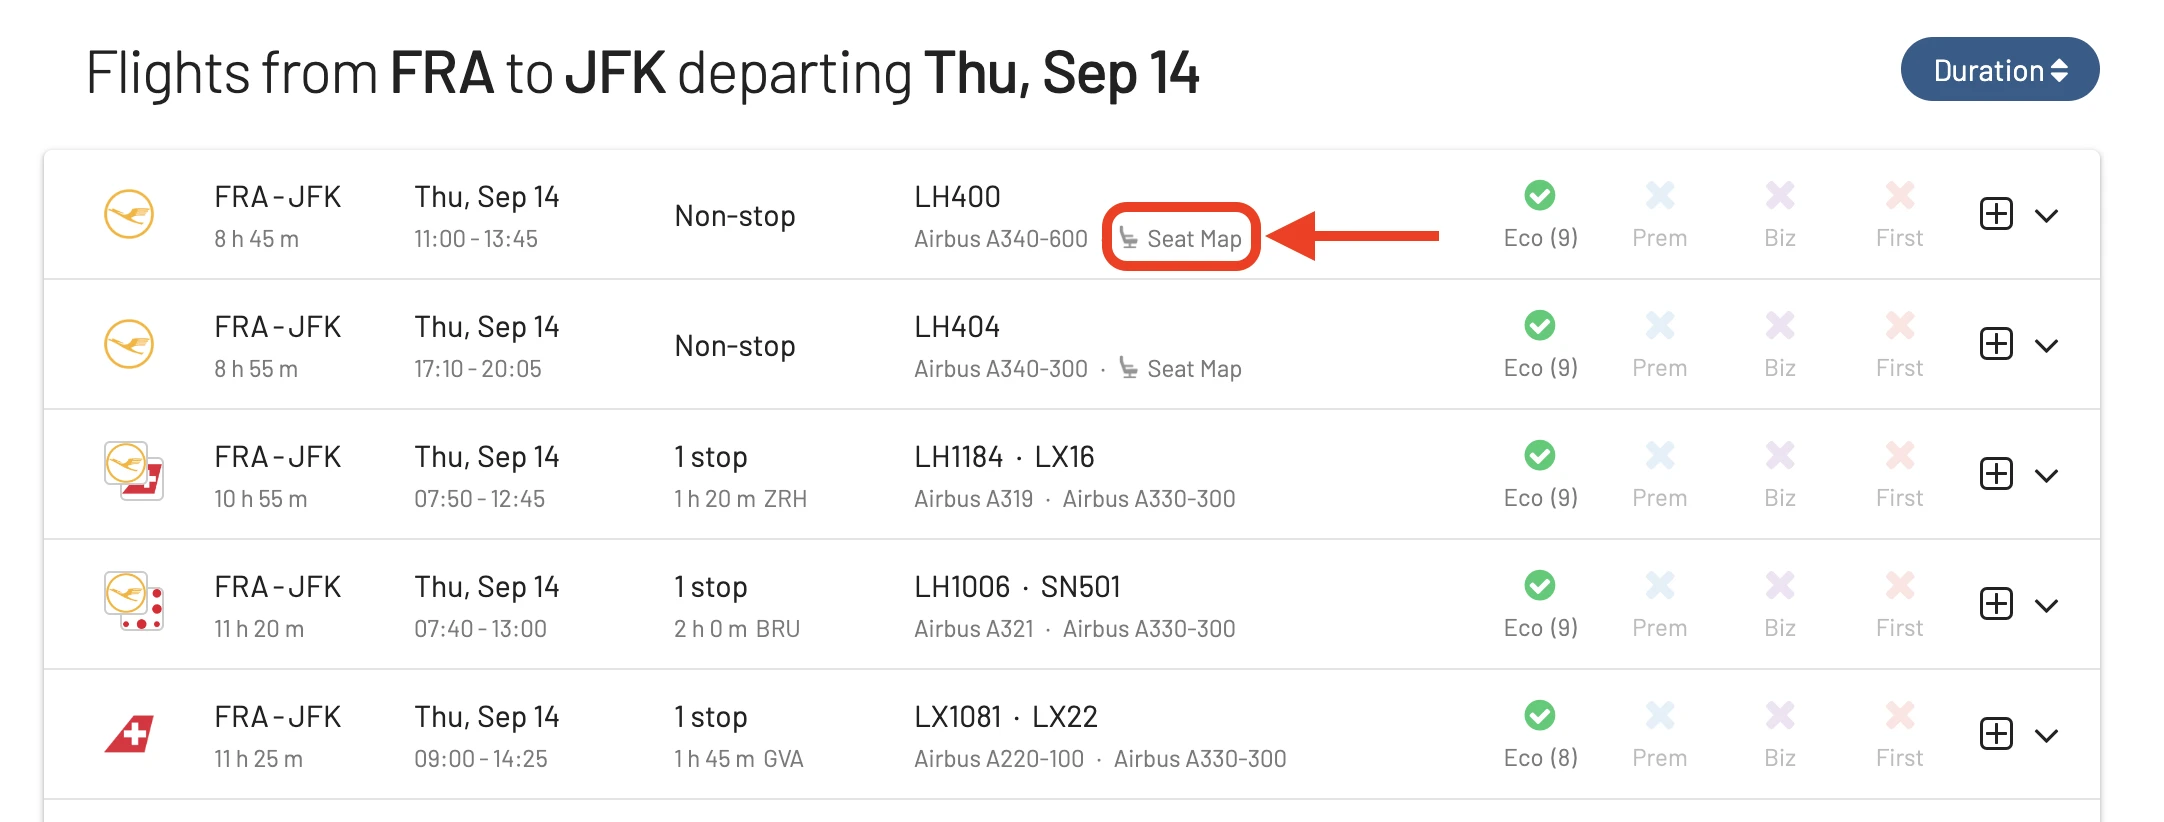 Flights from FRA to JFK departing Thu, Sep 14
Duration
FRA-JFK Thu, Sep 14 Non-stop LH400
8 h 45 m 11:00-13:45 Airbus A340-600 Seat Map Eco (9) Prem Biz First
FRA-JFK Thu, Sep 14 Non-stop LH404
8 h 55 m 17:10-20:05 Airbus A340-300 · Seat Map Eco (9) Prem Biz First
FRA-JFK Thu, Sep 14 1 stop LH1184 · LX16
10 h 55 m 07:50-12:45 1 h 20 m ZRH Airbus A319 · Airbus A330-300 Eco (9) Prem Biz First
FRA-JFK Thu, Sep 14 1 stop LH1006 · SN501
11 h 20 m 07:40-13:00 2 h 0 m BRU Airbus A321 · Airbus A330-300 Eco (9) Prem Biz First
FRA-JFK Thu, Sep 14 1 stop LX1081 · LX22
11 h 25 m 09:00-14:25 1 h 45 m GVA Airbus A220-100 · Airbus A330-300 Eco (8) Prem Biz First